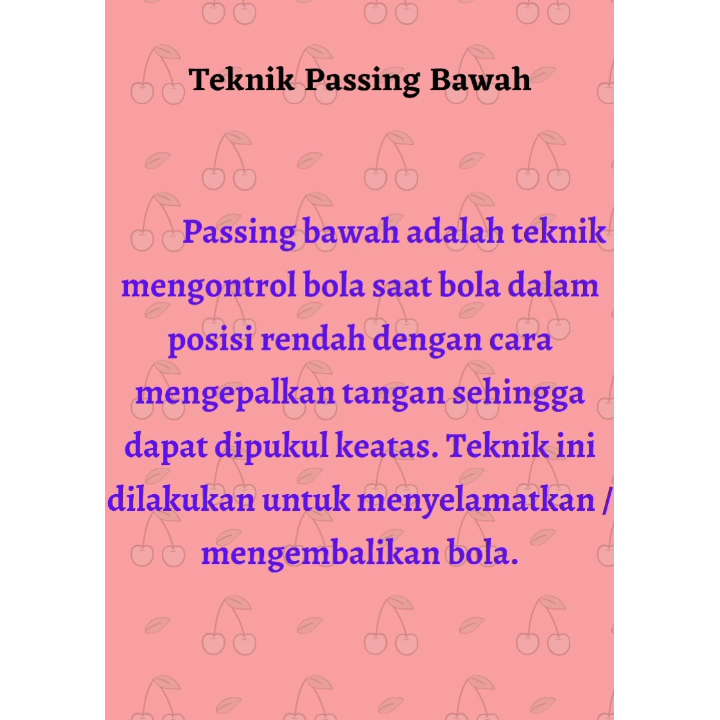 Teknik Passing Bawah
Passing bawah adalah teknik
mengontrol bola saat bola dalam
posisi rendah dengan cara
mengepalkan tangan sehingga
dapat dipukul keatas. Teknik ini
dilakukan untuk menyelamatkan /
mengembalikan bola.